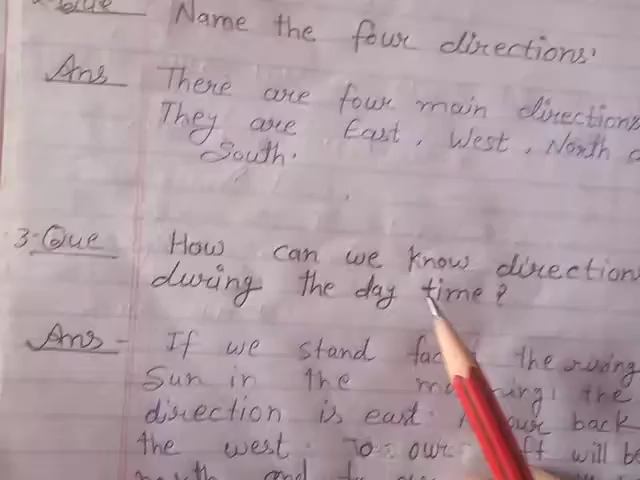 Que Name the four directions.
Ans There are four main directions
They are East, West, North
South.
3. Que How can we know direction
during the day time?
Ans - If we stand the
Sun in the the
direction is east. our back
the west. To our will be
and